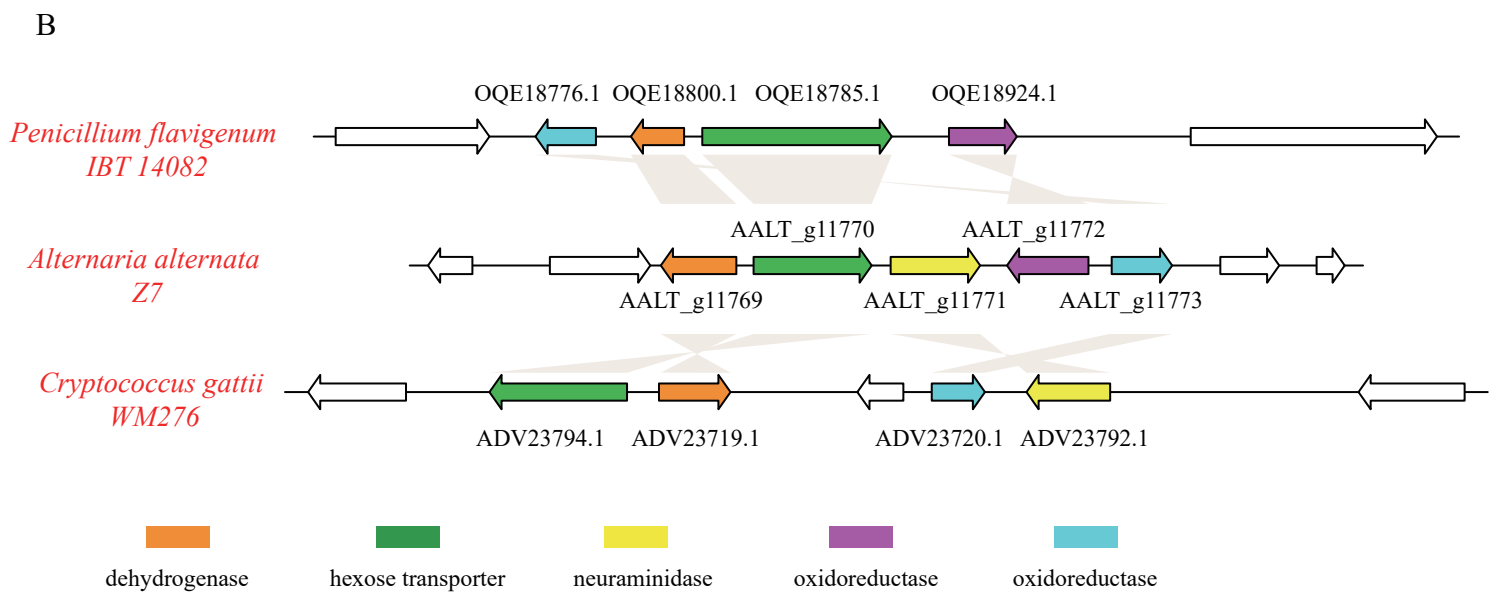 B
OQE18776.1 OQE18800.1 OQE18785.1 OQE18924.1
Penicillium flavigenum
IBT 14082
AALT_g11770 AALT_g11772
Alternaria alternata
Z7
AALT_g11769 AALT_g11771 AALT_g11773
Cryptococcus gattii
WM276
ADV23794.1 ADV23719.1 ADV23720.1 ADV23792.1
dehydrogenase hexose transporter neuraminidase oxidoreductase oxidoreductase